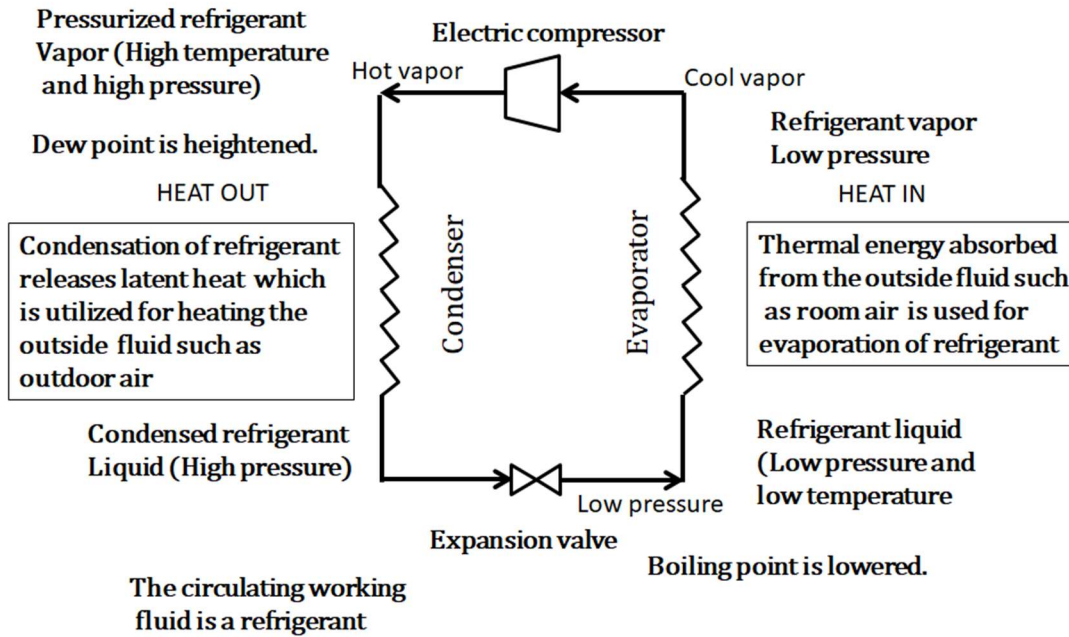 Pressurized refrigerant
Vapor (High temperature
and high pressure)
Electric compressor
Hot vapor
Cool vapor
Refrigerant vapor
Low pressure
Dew point is heightened.
HEAT OUT
HEAT IN
Condensation of refrigerant
releases latent heat which
is utilized for heating the
outside fluid such as
outdoor air
Condenser
Evaporator
Thermal energy absorbed
from the outside fluid such
as room air is used for
evaporation of refrigerant
Condensed refrigerant
Liquid (High pressure)
Refrigerant liquid
(Low pressure and
low temperature
Low pressure
Expansion valve
Boiling point is lowered.
The circulating working
fluid is a refrigerant